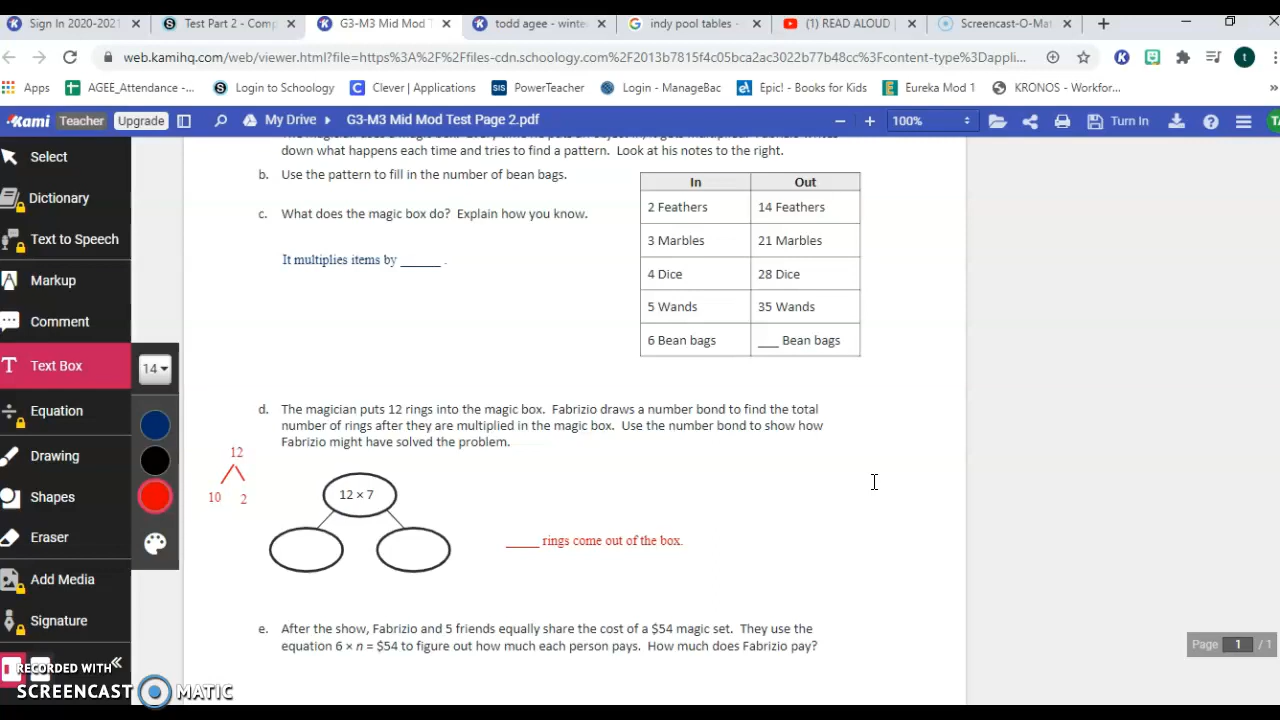 Sign In 2020-2021
Test Part 2 - Comp
G3-M3 Mid Mod T
todd agee - winte
indy pool tables -
(1) READ ALOUD
Screencast-O-Mat
web.kamihq.com/web/viewer.html?file=https%3A%2F%2Ffiles-cdn.schoology.com%2F2013b7815f4c05bca2ac3022b77b48cc%3Fcontent-type%3Dappli...
Apps
AGEE_Attendance -...
Login to Schoology
Clever | Applications
PowerTeacher
Login - ManageBac
Epic! - Books for Kids
Eureka Mod 1
KRONOS - Workfor...
Kami
Teacher
Upgrade
My Drive
G3-M3 Mid Mod Test Page 2.pdf
100%
Turn In
Select
Dictionary
Text to Speech
Markup
Comment
Text Box
14
Equation
Drawing
Shapes
Eraser
Add Media
Signature
down what happens each time and tries to find a pattern. Look at his notes to the right.
b. Use the pattern to fill in the number of bean bags.
c. What does the magic box do? Explain how you know.
It multiplies items by ______ .
In Out
2 Feathers 14 Feathers
3 Marbles 21 Marbles
4 Dice 28 Dice
5 Wands 35 Wands
6 Bean bags ___ Bean bags
d. The magician puts 12 rings into the magic box. Fabrizio draws a number bond to find the total
number of rings after they are multiplied in the magic box. Use the number bond to show how
Fabrizio might have solved the problem.
12
10 2
12 × 7
_____ rings come out of the box.
e. After the show, Fabrizio and 5 friends equally share the cost of a $54 magic set. They use the
equation 6 × n = $54 to figure out how much each person pays. How much does Fabrizio pay?
Page 1 / 1
RECORDED WITH
SCREENCAST MATIC